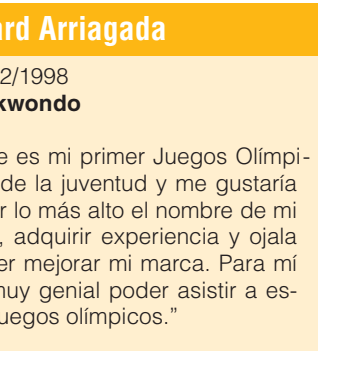 ard Arriagada
2/1998
kwondo
e es mi primer Juegos Olímpi-
de la juventud y me gustaría
r lo más alto el nombre de mi
, adquirir experiencia y ojala
er mejorar mi marca. Para mí
muy genial poder asistir a es-
uegos olímpicos.”